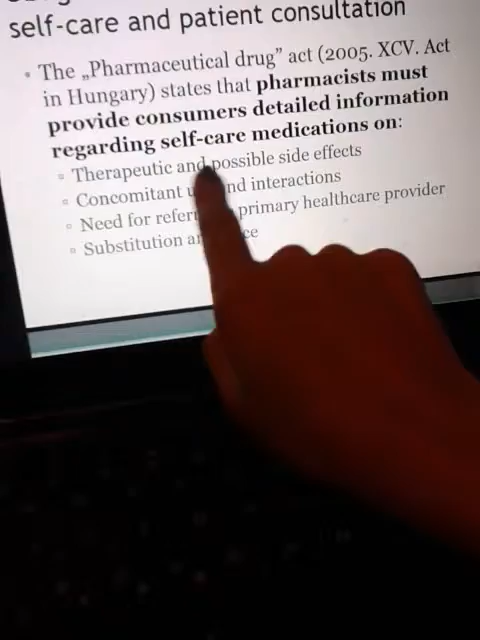 self-care and patient consultation
• The „Pharmaceutical drug” act (2005. XCV. Act
in Hungary) states that pharmacists must
provide consumers detailed information
regarding self-care medications on:
▫ Therapeutic and possible side effects
▫ Concomitant and interactions
▫ Need for primary healthcare provider
▫ Substitution